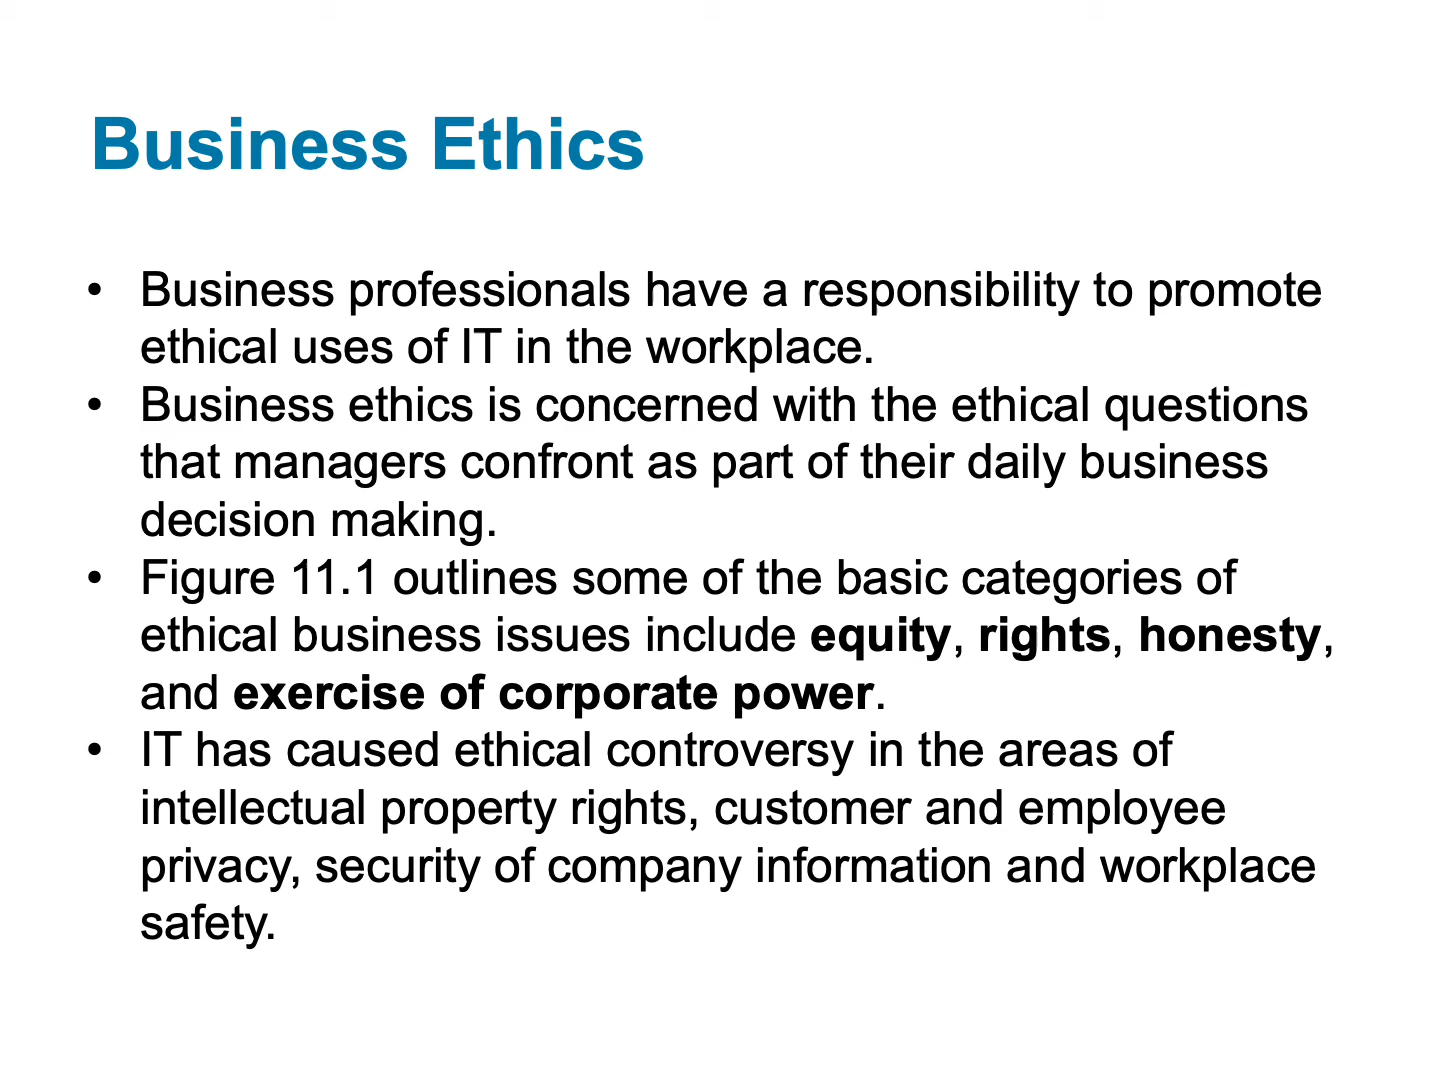 Business Ethics
• Business professionals have a responsibility to promote
ethical uses of IT in the workplace.
• Business ethics is concerned with the ethical questions
that managers confront as part of their daily business
decision making.
• Figure 11.1 outlines some of the basic categories of
ethical business issues include equity, rights, honesty,
and exercise of corporate power.
• IT has caused ethical controversy in the areas of
intellectual property rights, customer and employee
privacy, security of company information and workplace
safety.